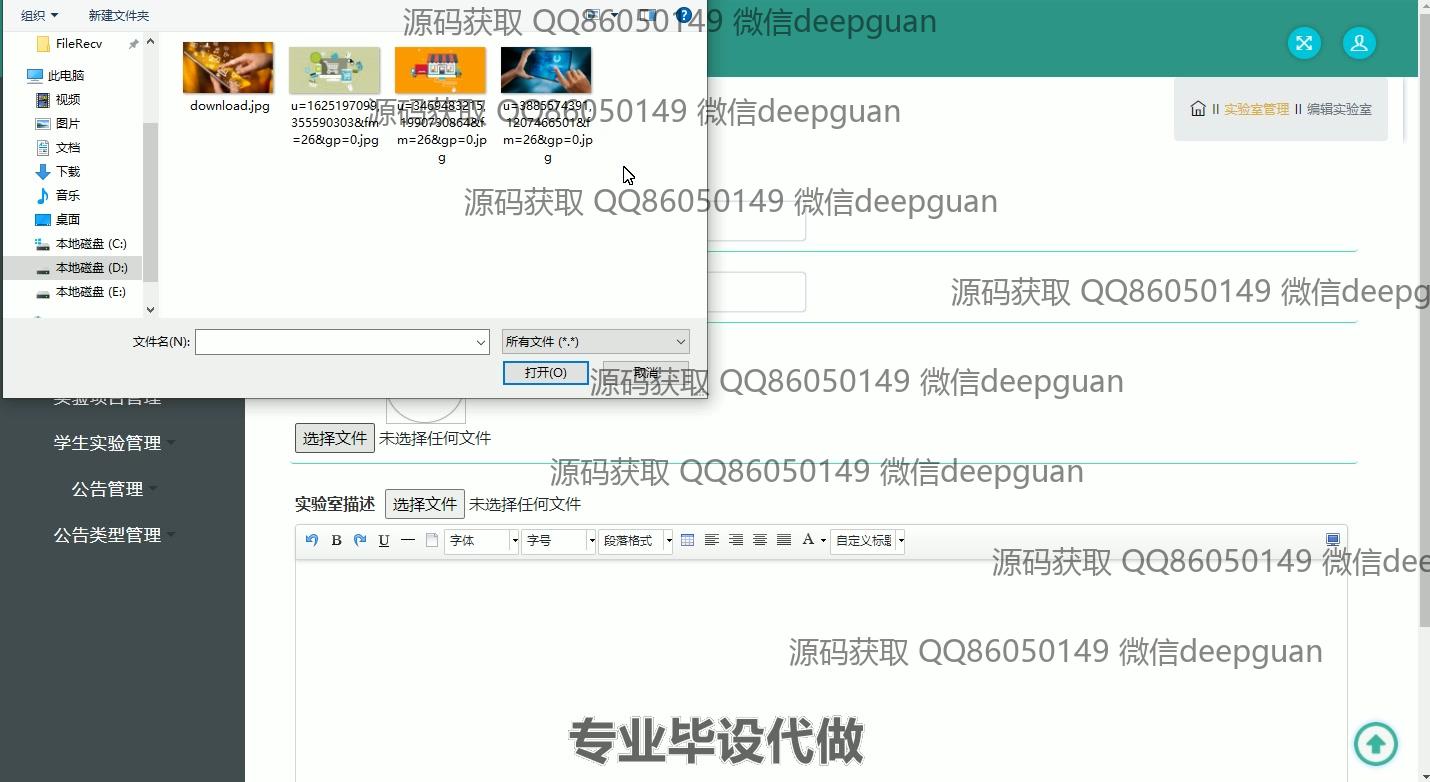 组织 新建文件夹
源码获取 QQ86050149 微信deepguan
FileRecv
此电脑
视频
图片
文档
下载
音乐
桌面
本地磁盘 (C:)
本地磁盘 (D:)
本地磁盘 (E:)
download.jpg
u=1625197099,
355590303&fm
=26&gp=0.jpg
u=3469483215,
1990790864&f
m=26&gp=0.jp
g
u=3885574391,
1207466501&f
m=26&gp=0.jp
g
源码获取 QQ86050149 微信deepguan
II 实验室管理 II 编辑实验室
源码获取 QQ86050149 微信deepguan
源码获取 QQ86050149 微信deepg
文件名(N):
所有文件 (*.*)
打开(O)
取消
源码获取 QQ86050149 微信deepguan
实验项目管理
学生实验管理
公告管理
公告类型管理
选择文件 未选择任何文件
源码获取 QQ86050149 微信deepguan
实验室描述 选择文件 未选择任何文件
B U 字体 字号 段落格式 A 自定义标题
源码获取 QQ86050149 微信dee
源码获取 QQ86050149 微信deepguan
专业毕设代做